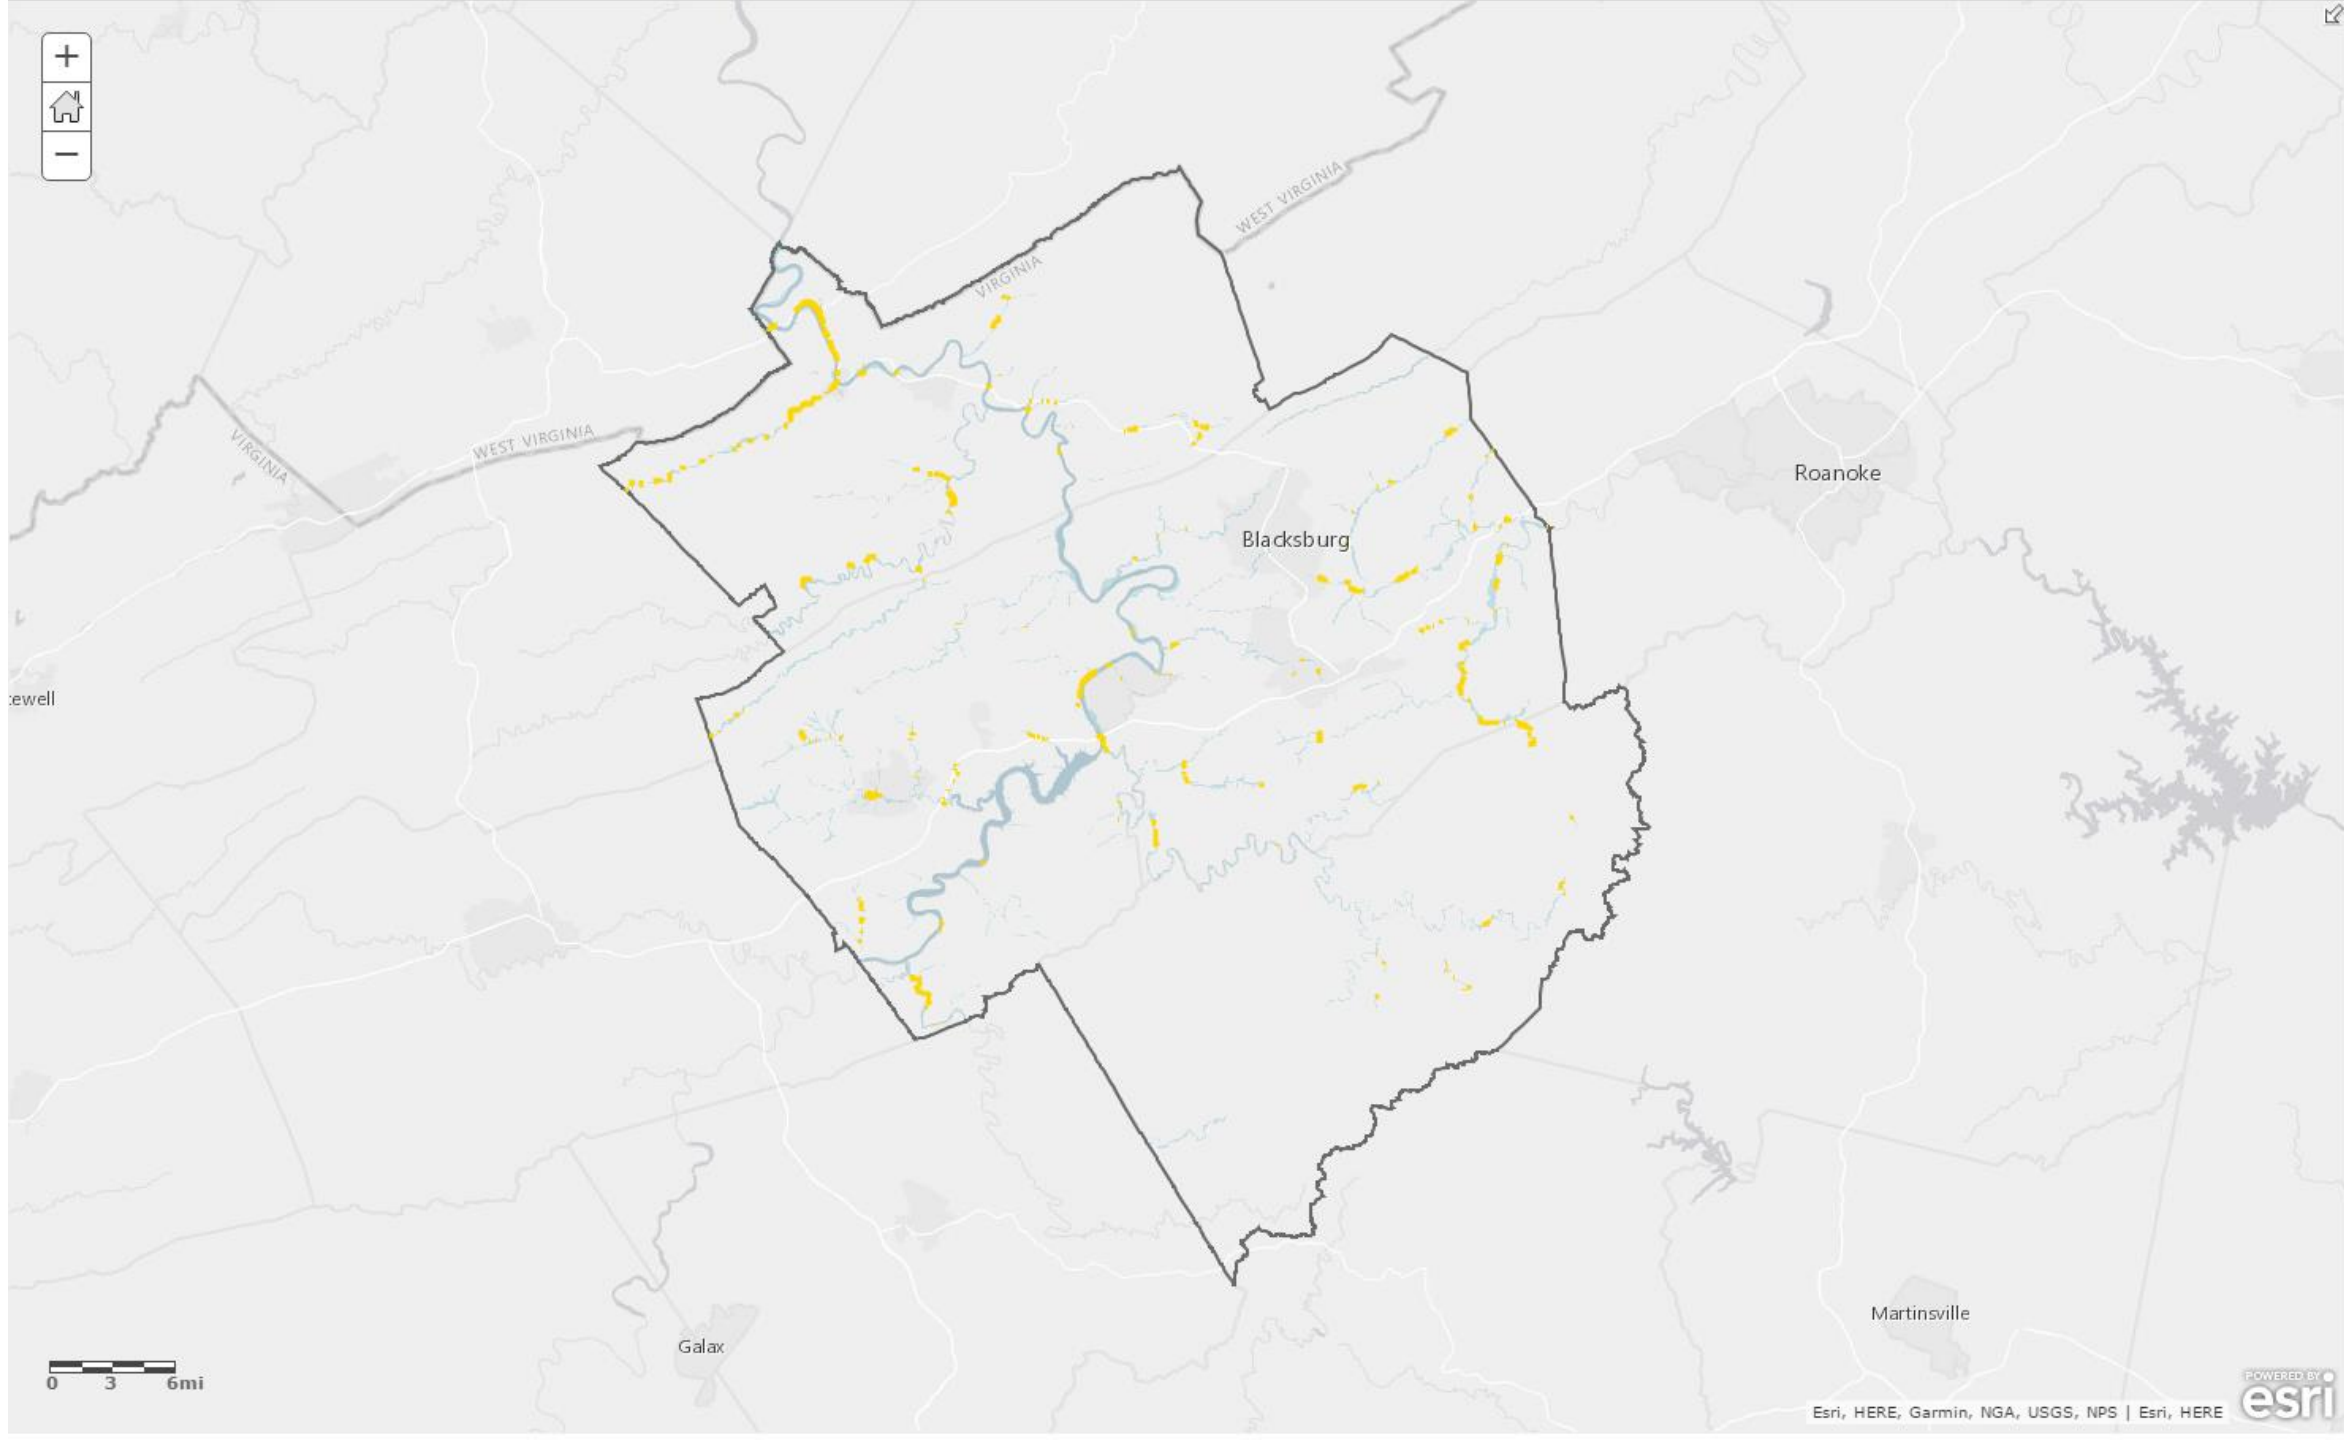 +
−
WEST VIRGINIA
VIRGINIA
WEST VIRGINIA
VIRGINIA
Roanoke
Blacksburg
ewell
Martinsville
Galax
0 3 6mi
POWERED BY
esri
Esri, HERE, Garmin, NGA, USGS, NPS | Esri, HERE